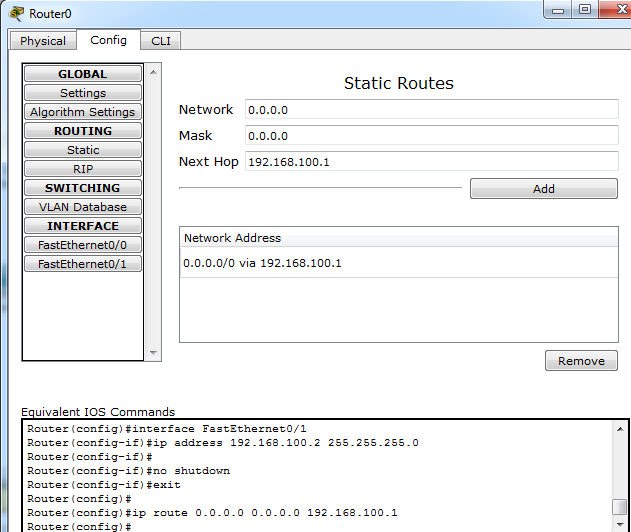 Router0
Physical Config CLI
GLOBAL
Settings
Algorithm Settings
ROUTING
Static
RIP
SWITCHING
VLAN Database
INTERFACE
FastEthernet0/0
FastEthernet0/1
Static Routes
Network 0.0.0.0
Mask 0.0.0.0
Next Hop 192.168.100.1
Add
Network Address
0.0.0.0/0 via 192.168.100.1
Remove
Equivalent IOS Commands
Router(config)#interface FastEthernet0/1
Router(config-if)#ip address 192.168.100.2 255.255.255.0
Router(config-if)#
Router(config-if)#no shutdown
Router(config-if)#exit
Router(config)#
Router(config)#ip route 0.0.0.0 0.0.0.0 192.168.100.1
Router(config)#